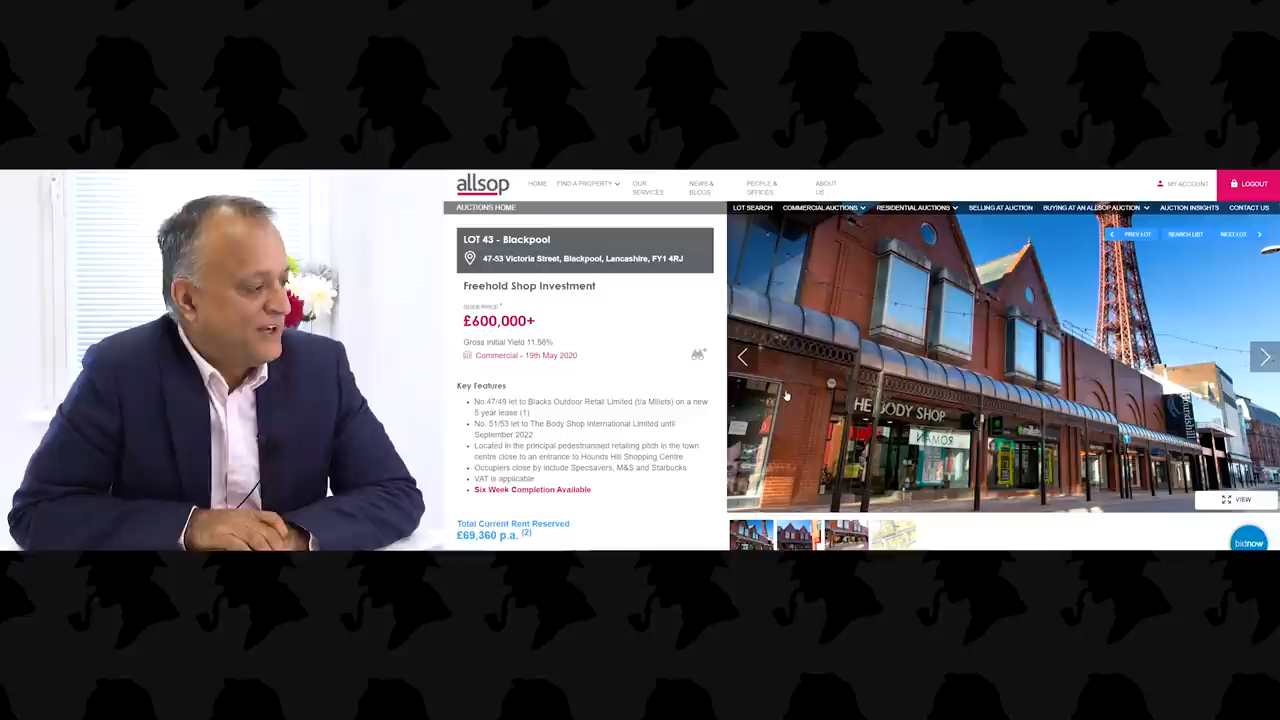 allsop
HOME
FIND A PROPERTY
OUR
SERVICES
NEWS &
BLOGS
PEOPLE &
OFFICES
ABOUT
US
MY ACCOUNT
LOGOUT
AUCTIONS HOME
LOT SEARCH
COMMERCIAL AUCTIONS
RESIDENTIAL AUCTIONS
SELLING AT AUCTION
BUYING AT AN ALLSOP AUCTION
AUCTION INSIGHTS
CONTACT US
PREV LOT
SEARCH LIST
NEXT LOT
LOT 43 - Blackpool
47-53 Victoria Street, Blackpool, Lancashire, FY1 4RJ
Freehold Shop Investment
GUIDE PRICE *
£600,000+
Gross Initial Yield 11.56%
Commercial - 19th May 2020
Key Features
No.47/49 let to Blacks Outdoor Retail Limited (t/a Millets) on a new
5 year lease (1)
No. 51/53 let to The Body Shop International Limited until
September 2022
Located in the principal pedestrianised retailing pitch in the town
centre close to an entrance to Hounds Hill Shopping Centre
Occupiers close by include Specsavers, M&S and Starbucks
VAT is applicable
Six Week Completion Available
Total Current Rent Reserved
£69,360 p.a. (2)
HE BODY SHOP
ROMAN
Houndshill
VIEW
bidnow